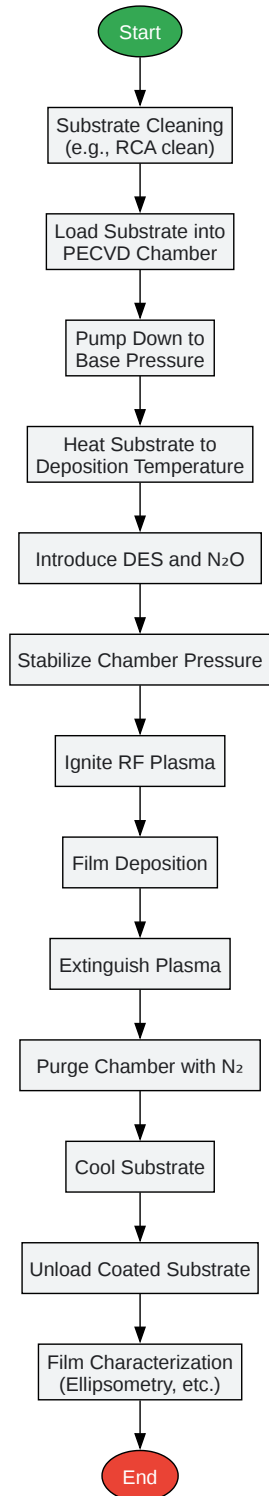 Start
Substrate Cleaning
(e.g., RCA clean)
Load Substrate into
PECVD Chamber
Pump Down to
Base Pressure
Heat Substrate to
Deposition Temperature
Introduce DES and N₂O
Stabilize Chamber Pressure
Ignite RF Plasma
Film Deposition
Extinguish Plasma
Purge Chamber with N₂
Cool Substrate
Unload Coated Substrate
Film Characterization
(Ellipsometry, etc.)
End